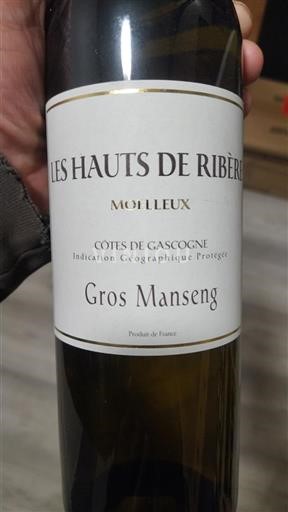 LES HAUTS DE RIBÈRE
MOELLEUX
CÔTES DE GASCOGNE
Indication Géographique Protégée
Gros Manseng
Produit de France